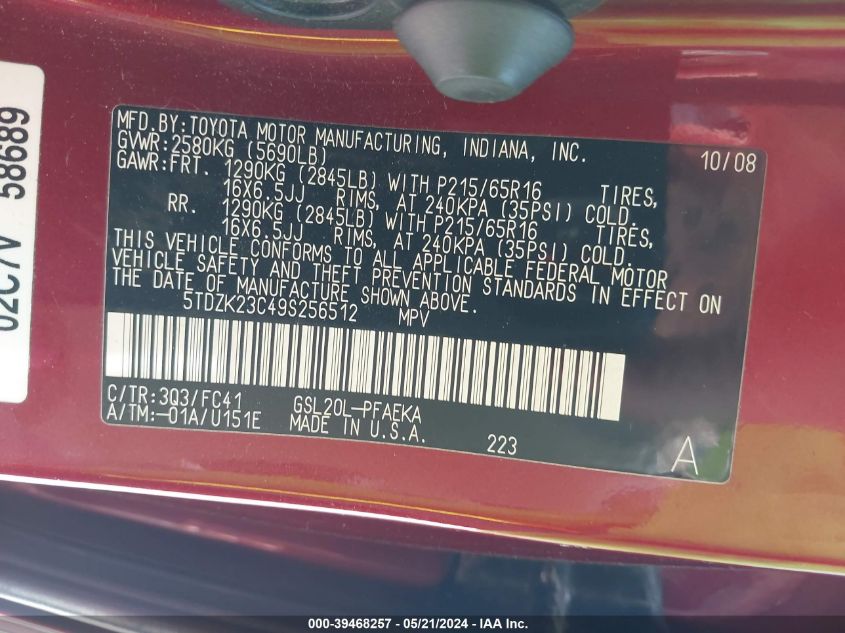 MFD. BY: TOYOTA MOTOR MANUFACTURING, INDIANA, INC. 10/08
GVWR: 2580KG (5690LB)
GAWR: FRT. 1290KG (2845LB) WITH P215/65R16 TIRES,
16X6.5JJ RIMS, AT 240KPA (35PSI) COLD.
RR. 1290KG (2845LB) WITH P215/65R16 TIRES,
16X6.5JJ RIMS, AT 240KPA (35PSI) COLD.
THIS VEHICLE CONFORMS TO ALL APPLICABLE FEDERAL MOTOR
VEHICLE SAFETY AND THEFT PREVENTION STANDARDS IN EFFECT ON
THE DATE OF MANUFACTURE SHOWN ABOVE.
5TDZK23C49S256512 MPV
C/TR: 3Q3/FC41 GSL20L-PFAEKA
A/TM: -01A/U151E MADE IN U.S.A.
223
A
02C7V 58689
000-39468257 - 05/21/2024 - IAA Inc.